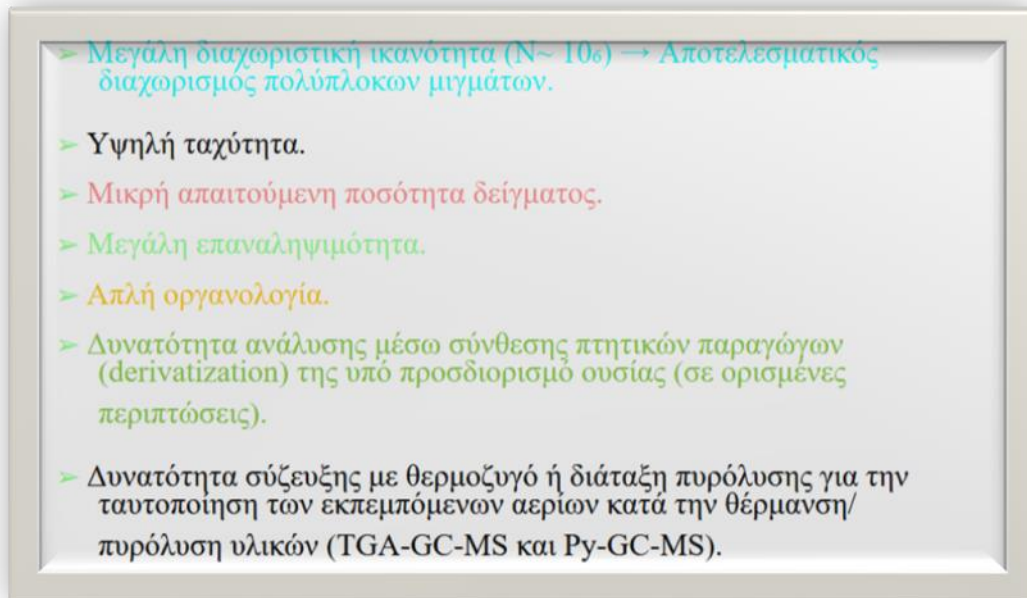 ➢ Μεγάλη διαχωριστική ικανότητα (N~ 10₆) → Αποτελεσματικός
διαχωρισμός πολύπλοκων μιγμάτων.
➢ Υψηλή ταχύτητα.
➢ Μικρή απαιτούμενη ποσότητα δείγματος.
➢ Μεγάλη επαναληψιμότητα.
➢ Απλή οργανολογία.
➢ Δυνατότητα ανάλυσης μέσω σύνθεσης πτητικών παραγώγων
(derivatization) της υπό προσδιορισμό ουσίας (σε ορισμένες
περιπτώσεις).
➢ Δυνατότητα σύζευξης με θερμοζυγό ή διάταξη πυρόλυσης για την
ταυτοποίηση των εκπεμπόμενων αερίων κατά την θέρμανση/
πυρόλυση υλικών (TGA-GC-MS και Py-GC-MS).